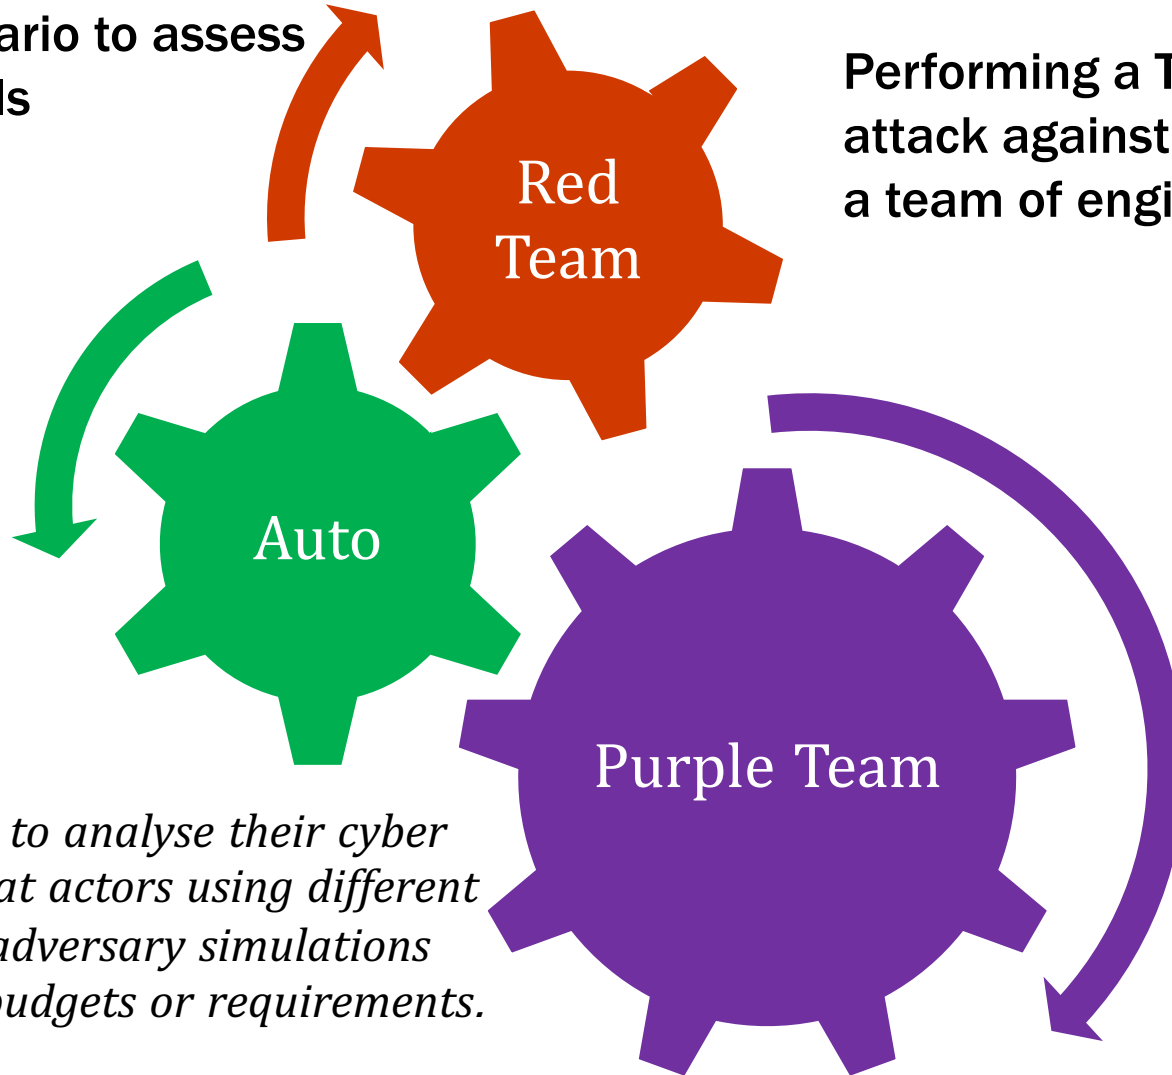 ario to assess
ls
Performing a T
attack against
a team of engi
Red
Team
Auto
Purple Team
to analyse their cyber
at actors using different
adversary simulations
budgets or requirements.